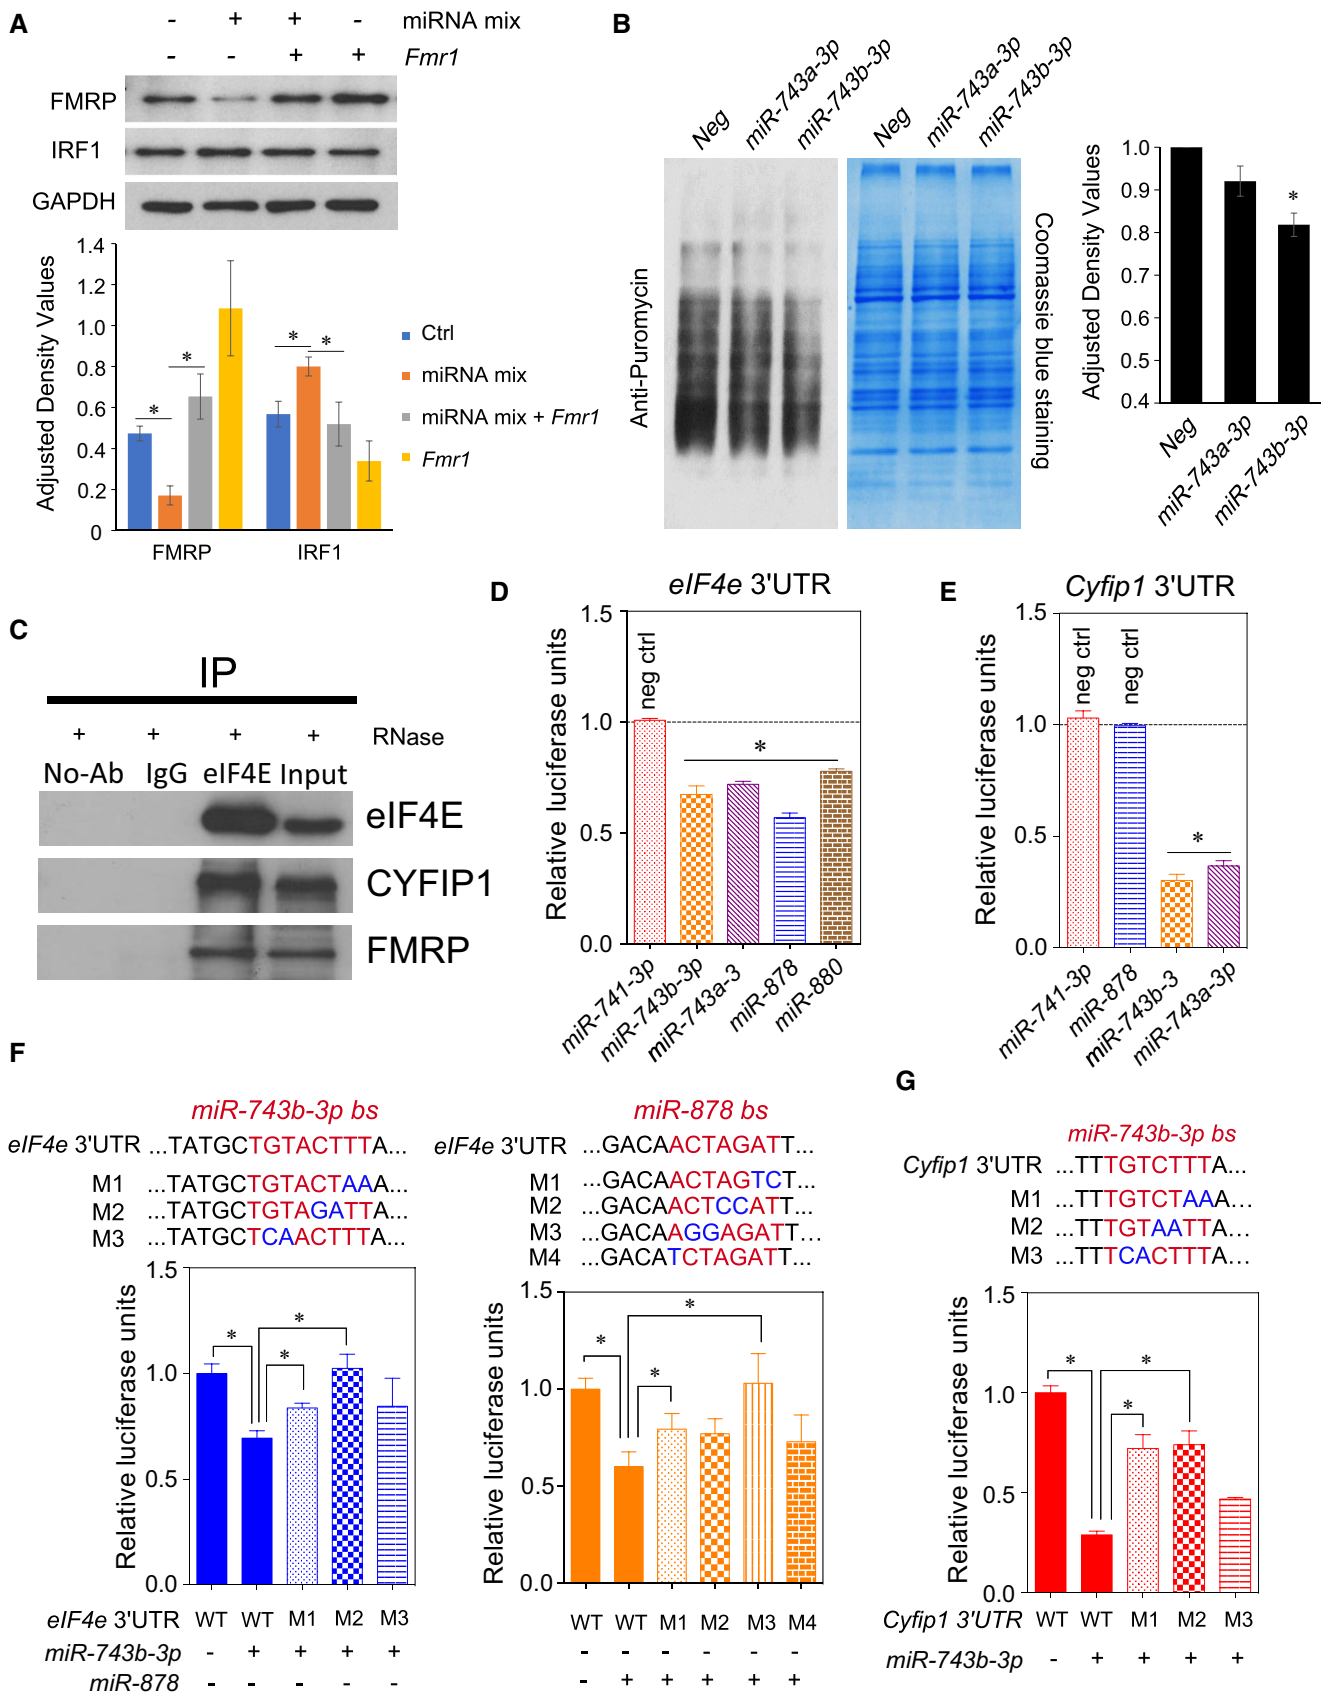 A
- + + - miRNA mix
- - + + Fmr1
FMRP
IRF1
GAPDH
Adjusted Density Values
1.4
1.2
1.0
0.8
0.6
0.4
0.2
0
* * * *
FMRP IRF1
Ctrl
miRNA mix
miRNA mix + Fmr1
Fmr1
B
Neg miR-743a-3p miR-743b-3p
Neg miR-743a-3p miR-743b-3p
Anti-Puromycin
Coomassie blue staining
Adjusted Density Values
1.0
0.9
0.8
0.7
0.6
0.5
0.4
*
Neg miR-743a-3p miR-743b-3p
C
IP
+ + + + RNase
No-Ab IgG eIF4E Input
eIF4E
CYFIP1
FMRP
D
eIF4e 3'UTR
Relative luciferase units
1.5
1.0
0.5
0.0
neg ctrl
*
miR-741-3p miR-743b-3p miR-743a-3 miR-878 miR-880
E
Cyfip1 3'UTR
Relative luciferase units
1.5
1.0
0.5
0.0
neg ctrl neg ctrl
*
miR-741-3p miR-878 miR-743b-3 miR-743a-3p
F
miR-743b-3p bs
eIF4e 3'UTR ...TATGCTGTACTTTA...
M1 ...TATGCTGTACTAAA...
M2 ...TATGCTGTAGATTA...
M3 ...TATGCTCAACTTTA...
Relative luciferase units
1.5
1.0
0.5
0.0
* * *
eIF4e 3'UTR WT WT M1 M2 M3
miR-743b-3p - + + + +
miR-878 - - - - -
miR-878 bs
eIF4e 3'UTR ...GACAACTAGATT...
M1 ...GACAACTAGTCT...
M2 ...GACAACTCCATT...
M3 ...GACAAGGAGATT...
M4 ...GACATCTAGATT...
Relative luciferase units
1.5
1.0
0.5
0.0
* * *
WT WT M1 M2 M3 M4
- - - - - -
- + + + + +
G
miR-743b-3p bs
Cyfip1 3'UTR ...TTTGTCTTTA...
M1 ...TTTGTCTAAA...
M2 ...TTTGTAATTA...
M3 ...TTTCACTTTA...
Relative luciferase units
1.5
1.0
0.5
0.0
* * *
Cyfip1 3'UTR WT WT M1 M2 M3
miR-743b-3p - + + + +